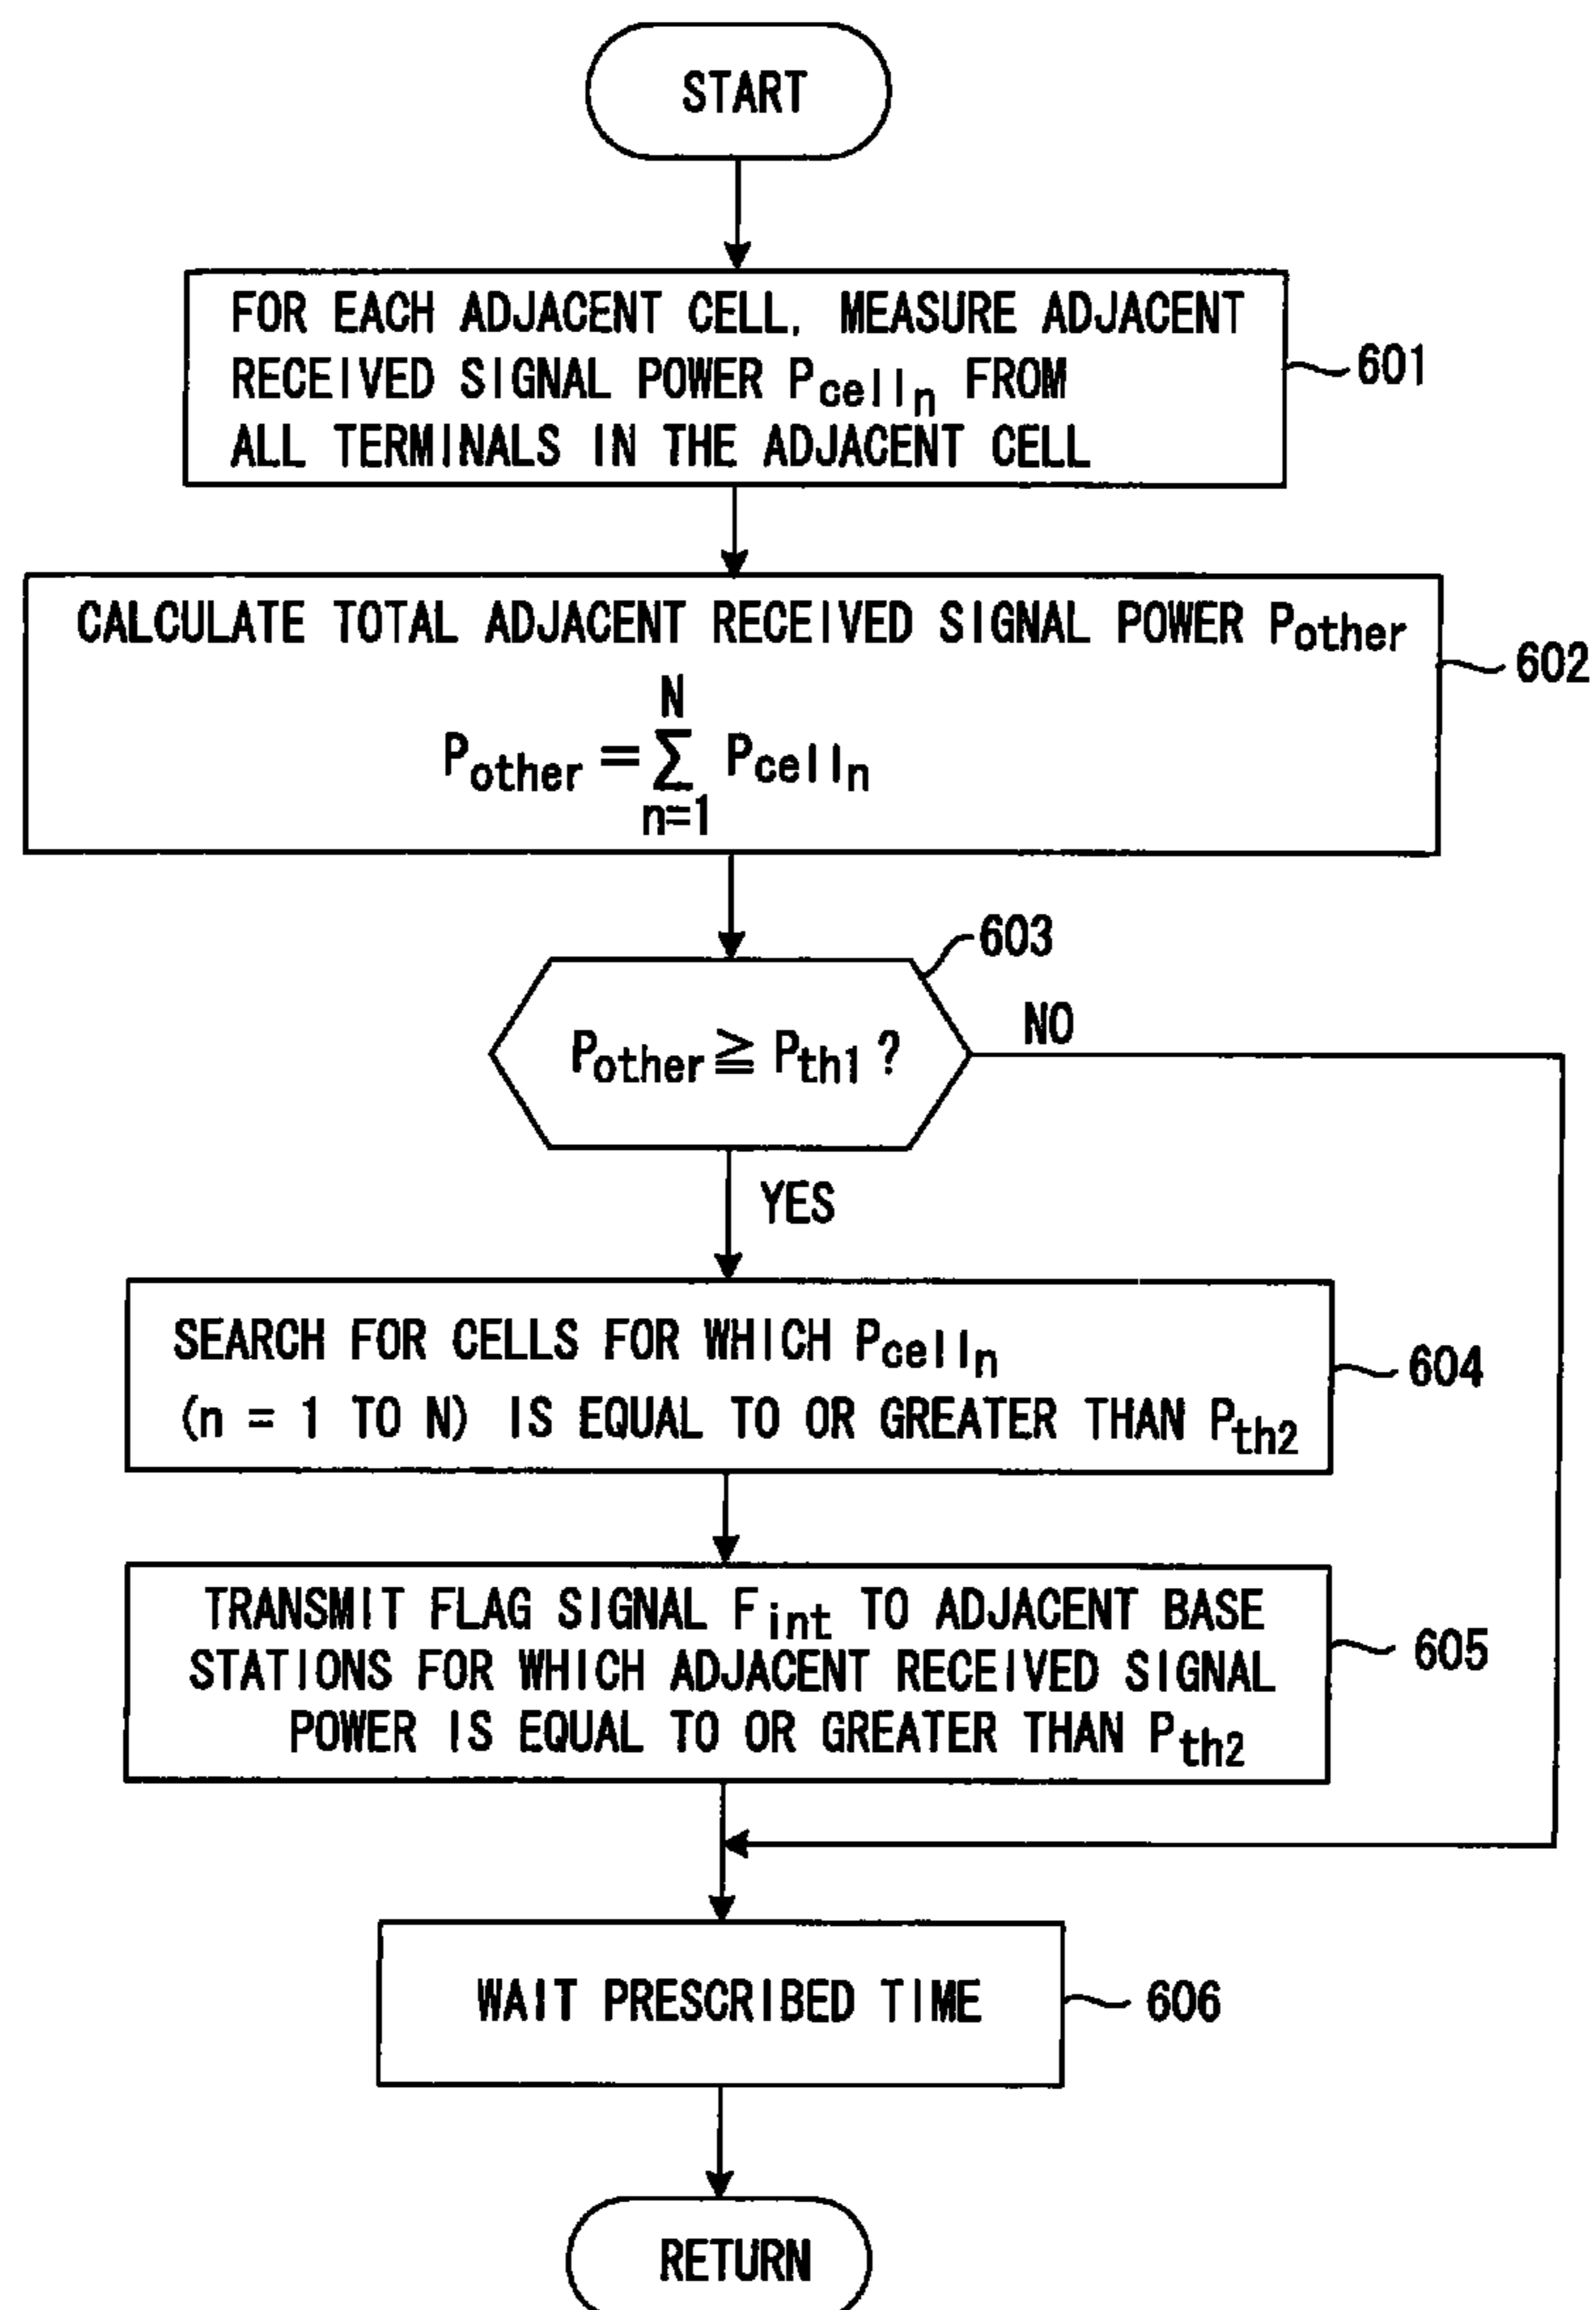 START
FOR EACH ADJACENT CELL, MEASURE ADJACENT
RECEIVED SIGNAL POWER Pcelln FROM
ALL TERMINALS IN THE ADJACENT CELL
601
CALCULATE TOTAL ADJACENT RECEIVED SIGNAL POWER Pother
602
N
Pother = Σ Pcelln
n=1
603
Pother ≧ Pth1 ?
NO
YES
SEARCH FOR CELLS FOR WHICH Pcelln
(n = 1 TO N) IS EQUAL TO OR GREATER THAN Pth2
604
TRANSMIT FLAG SIGNAL Fint TO ADJACENT BASE
STATIONS FOR WHICH ADJACENT RECEIVED SIGNAL
POWER IS EQUAL TO OR GREATER THAN Pth2
605
WAIT PRESCRIBED TIME
606
RETURN